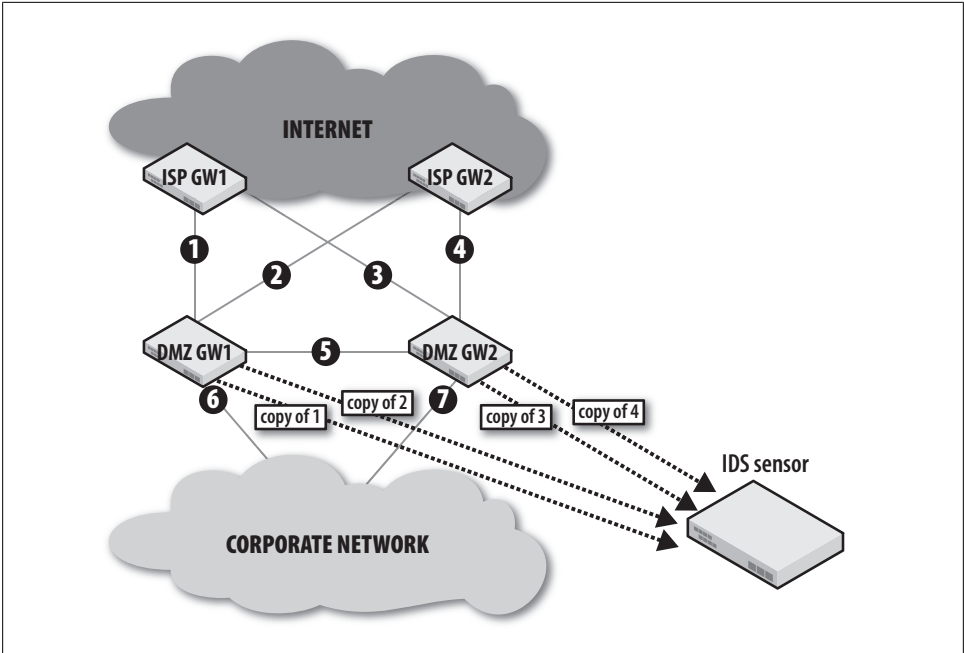 INTERNET
ISP GW1
ISP GW2
1
2
3
4
DMZ GW1
5
DMZ GW2
6
7
copy of 1
copy of 2
copy of 3
copy of 4
IDS sensor
CORPORATE NETWORK